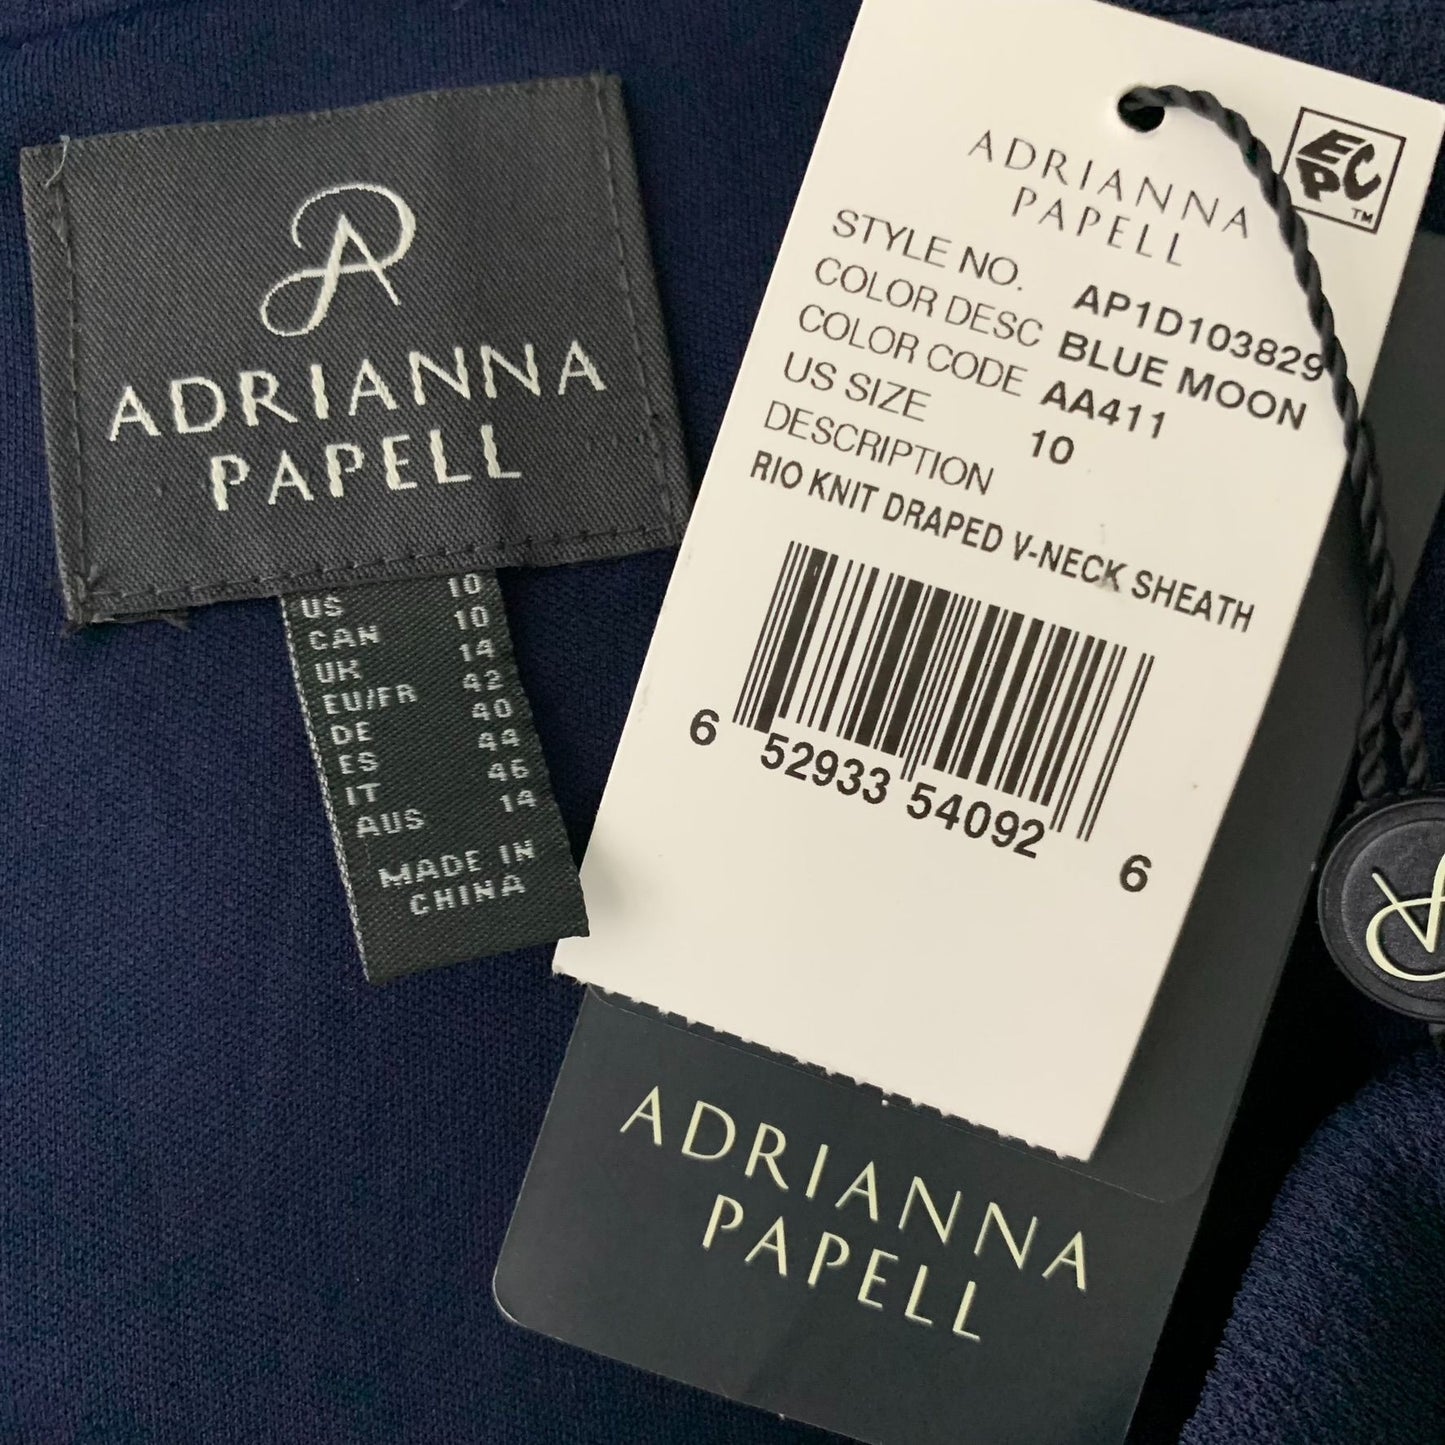 ADRIANNA
PAPELL
US 10
CAN 10
UK 14
EU/FR 42
DE 40
ES 44
IT 46
AUS 14
MADE IN
CHINA
ECP™
ADRIANNA
PAPELL
STYLE NO. AP1D103829
COLOR DESC BLUE MOON
COLOR CODE AA411
US SIZE 10
DESCRIPTION
RIO KNIT DRAPED V-NECK SHEATH
6 52933 54092 6
ADRIANNA
PAPELL